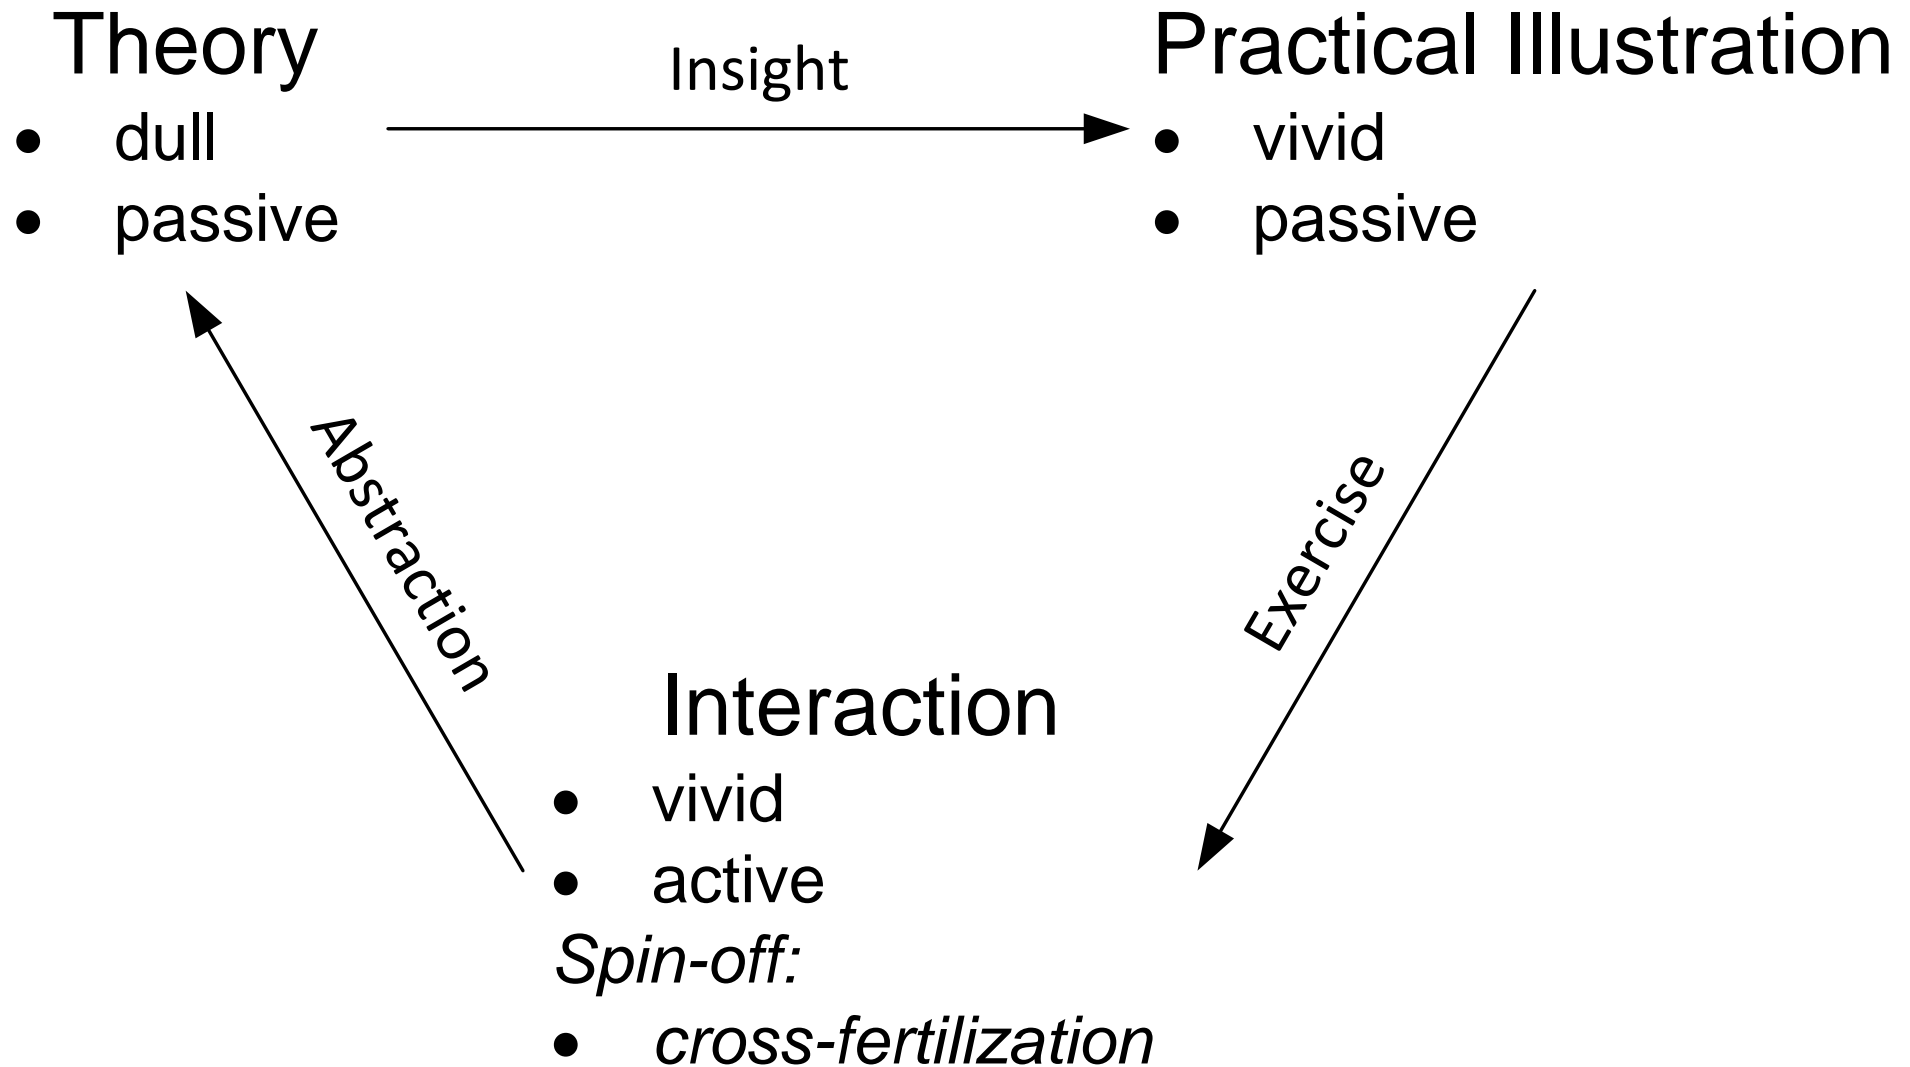 Theory
• dull
• passive
Insight
Practical Illustration
• vivid
• passive
Abstraction
Exercise
Interaction
• vivid
• active
Spin-off:
• cross-fertilization